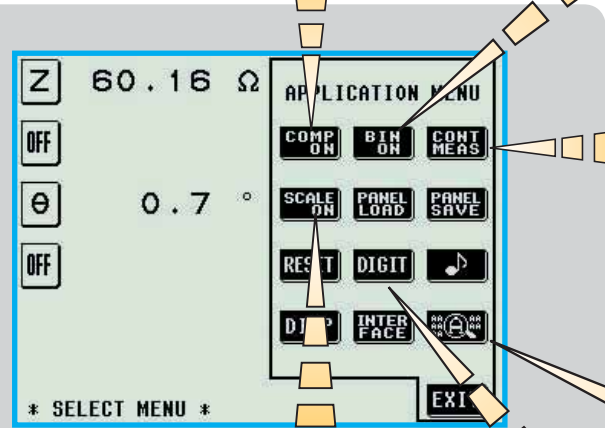 Z 60.16 Ω
APPLICATION MENU
OFF
COMP ON
BIN ON
CONT MEAS
θ 0.7 °
SCALE ON
PANEL LOAD
PANEL SAVE
OFF
RESET
DIGIT
♪
INTER FACE
A
* SELECT MENU *
EXIT